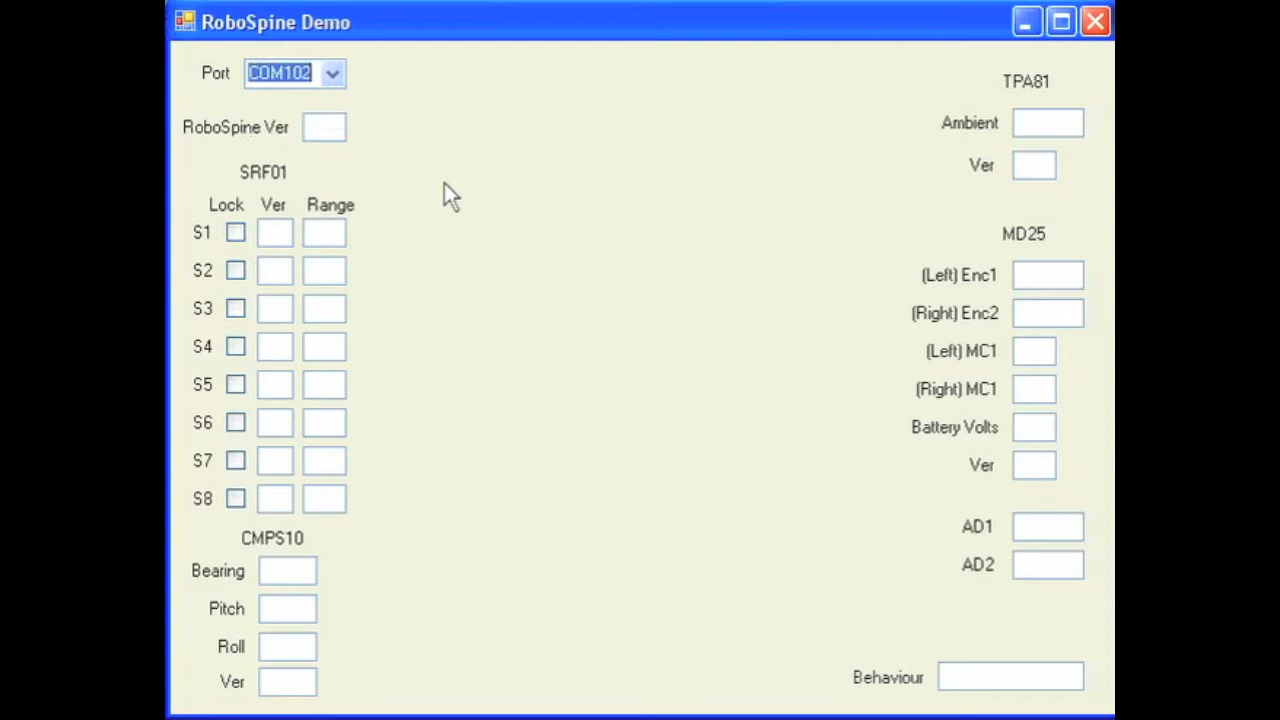 RoboSpine Demo
Port COM102
RoboSpine Ver
SRF01
Lock Ver Range
S1
S2
S3
S4
S5
S6
S7
S8
CMPS10
Bearing
Pitch
Roll
Ver
TPA81
Ambient
Ver
MD25
(Left) Enc1
(Right) Enc2
(Left) MC1
(Right) MC1
Battery Volts
Ver
AD1
AD2
Behaviour